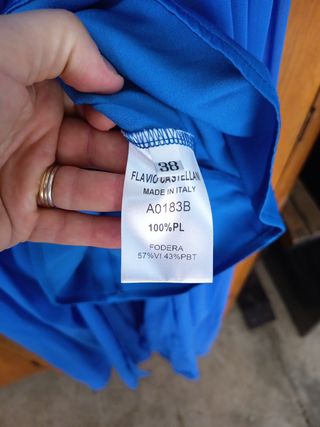 38
FLAVIO CASTELLANI
MADE IN ITALY
A0183B
100%PL
FODERA
57%VI 43%PBT